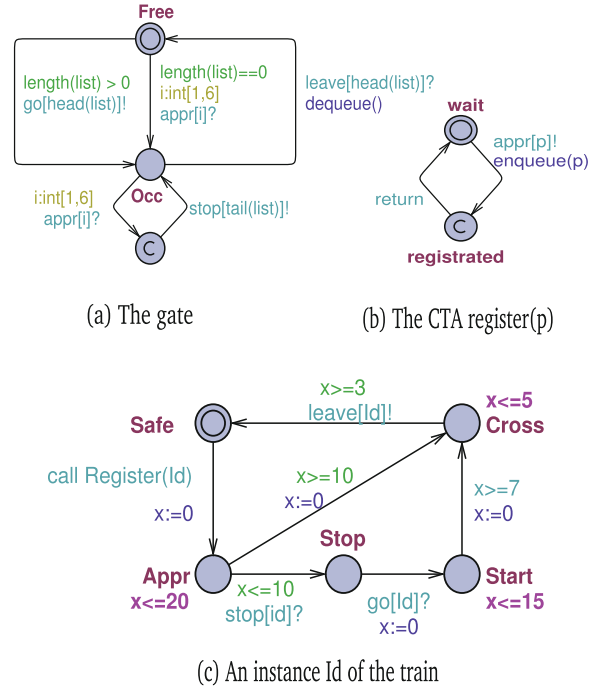 Free
length(list) > 0
go[head(list)]!
length(list)==0
i:int[1,6]
appr[i]?
leave[head(list)]?
dequeue()
i:int[1,6]
appr[i]?
Occ
stop[tail(list)]!
C
(a) The gate
wait
appr[p]!
enqueue(p)
return
C
registrated
(b) The CTA register(p)
Safe
x>=3
leave[Id]!
x<=5
Cross
call Register(Id)
x:=0
x>=10
x:=0
x>=7
x:=0
Stop
Appr
x<=20
x<=10
stop[id]?
go[Id]?
x:=0
Start
x<=15
(c) An instance Id of the train